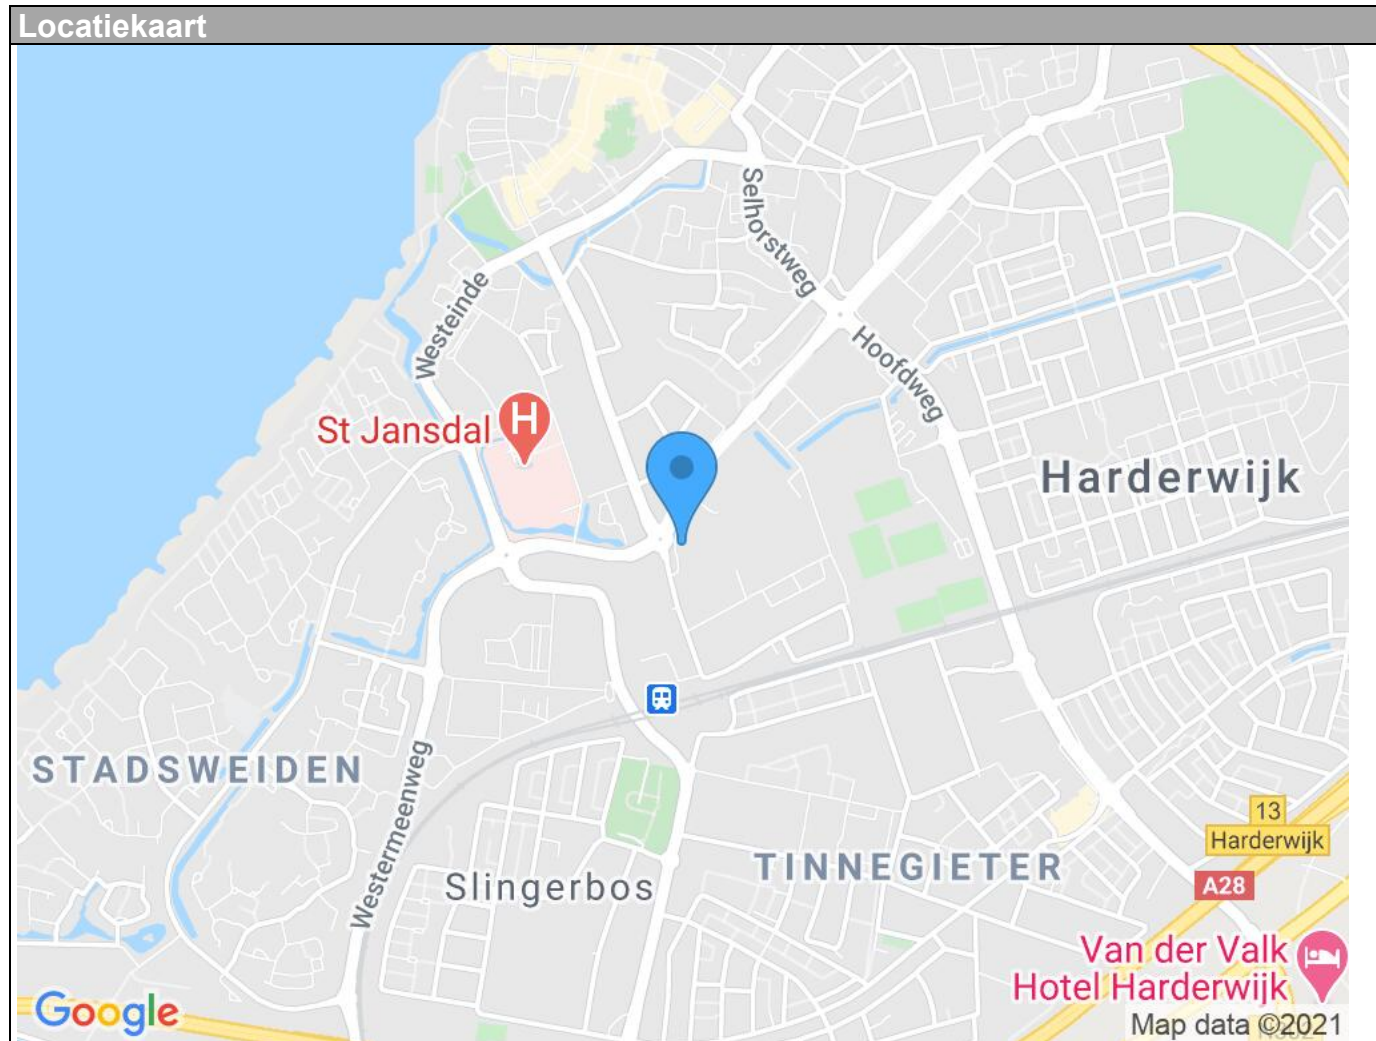 Locatiekaart
Selhorstweg
Westeinde
Hoofdweg
St Jansdal
H
Harderwijk
STADSWEIDEN
Westermeenweg
13
Harderwijk
TINNEGIETER
Slingerbos
A28
Van der Valk
Hotel Harderwijk
Google
Map data ©2021